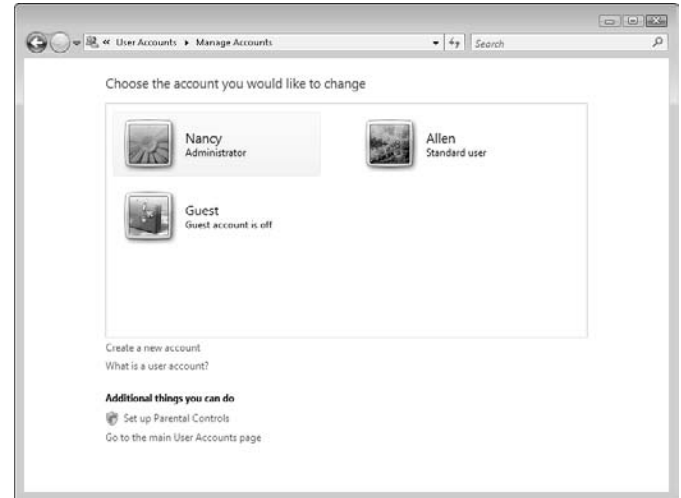 « User Accounts ▸ Manage Accounts
Search
Choose the account you would like to change
Nancy
Administrator
Allen
Standard user
Guest
Guest account is off
Create a new account
What is a user account?
Additional things you can do
Set up Parental Controls
Go to the main User Accounts page